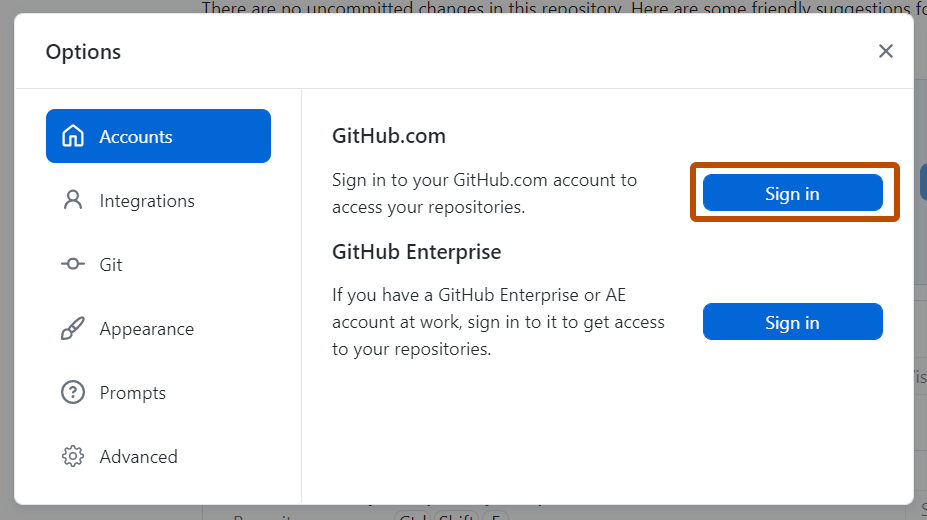 There are no uncommitted changes in this repository. Here are some friendly suggestions fo
Options
Accounts
Integrations
Git
Appearance
Prompts
Advanced
GitHub.com
Sign in to your GitHub.com account to
access your repositories.
Sign in
GitHub Enterprise
If you have a GitHub Enterprise or AE
account at work, sign in to it to get access
to your repositories.
Sign in
Ctrl Shift F